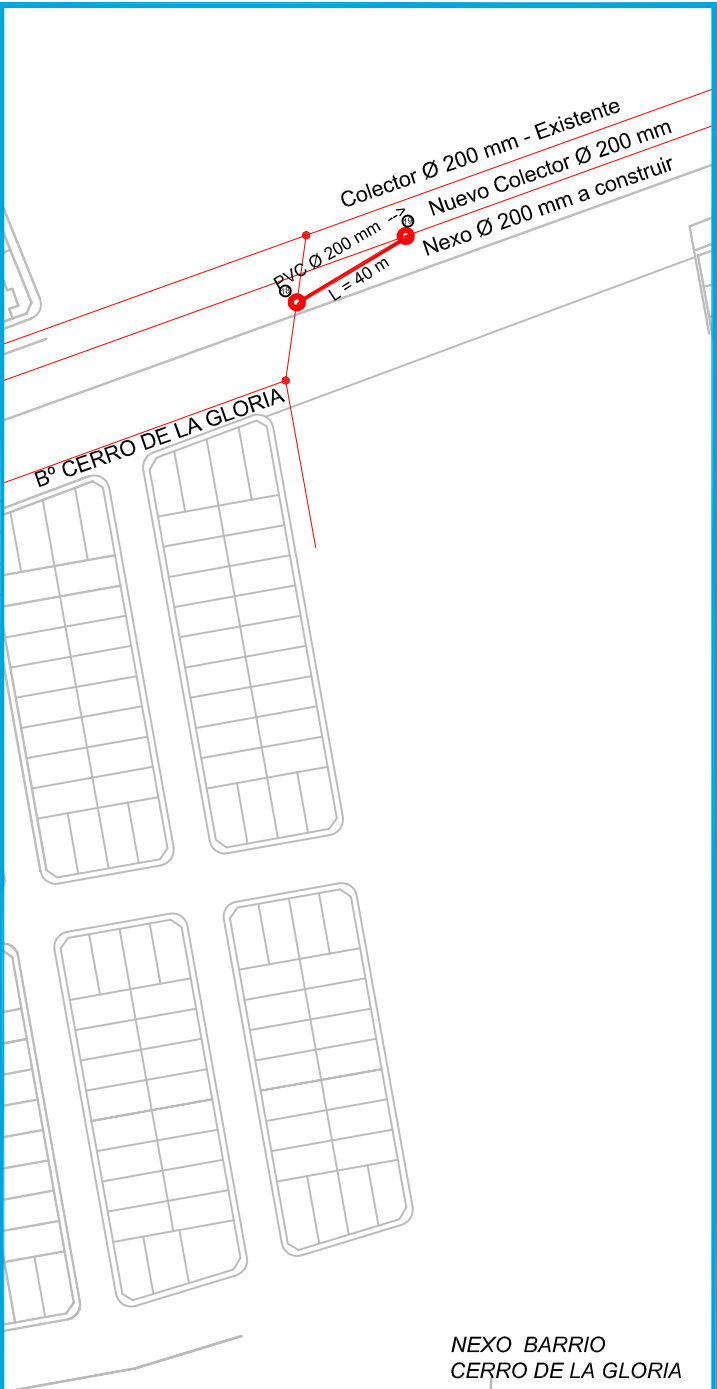 Colector Ø 200 mm - Existente
Nuevo Colector Ø 200 mm
Nexo Ø 200 mm a construir
PVC Ø 200 mm -->
L = 40 m
Bº CERRO DE LA GLORIA
NEXO BARRIO
CERRO DE LA GLORIA